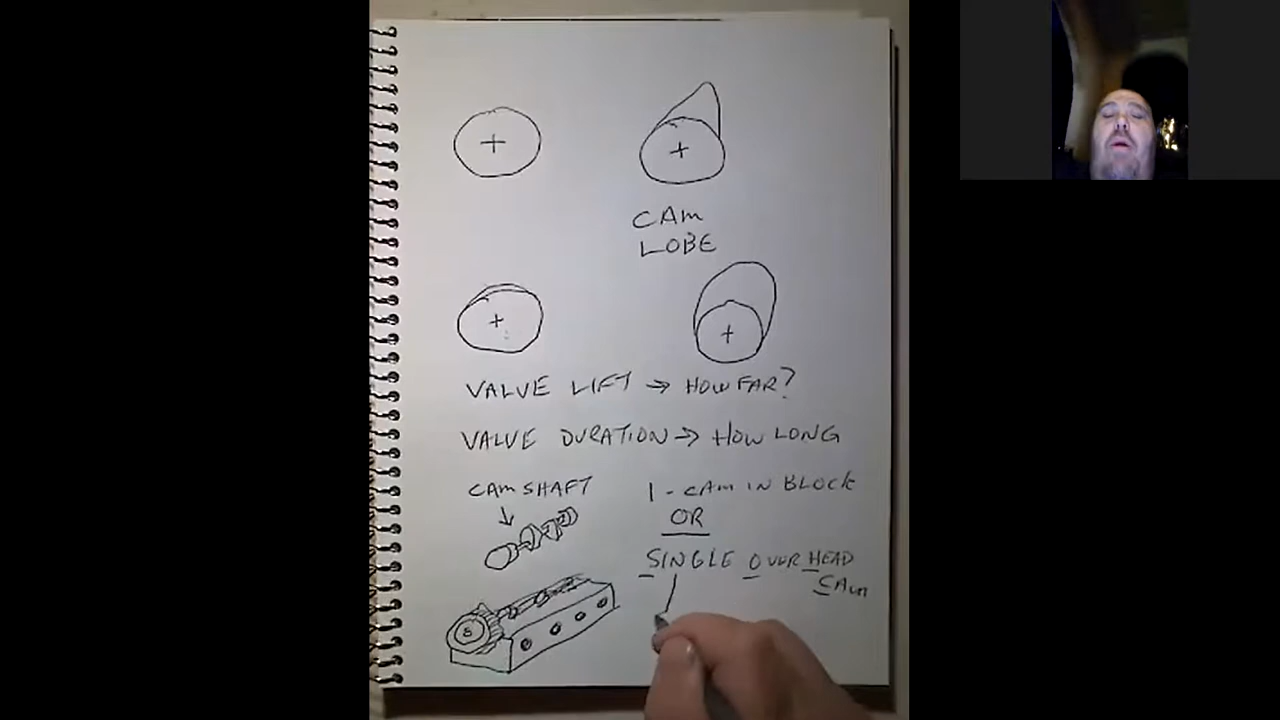 CAM
LOBE
VALVE LIFT → HOW FAR?
VALVE DURATION → HOW LONG
CAMSHAFT
1 - CAM IN BLOCK
OR
SINGLE OVER HEAD
CAM